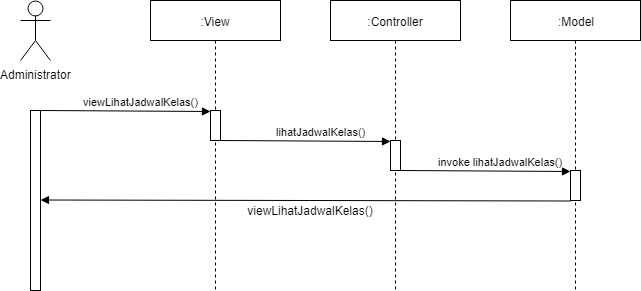 :View
:Controller
:Model
Administrator
viewLihatJadwalKelas()
lihatJadwalKelas()
invoke lihatJadwalKelas()
viewLihatJadwalKelas()